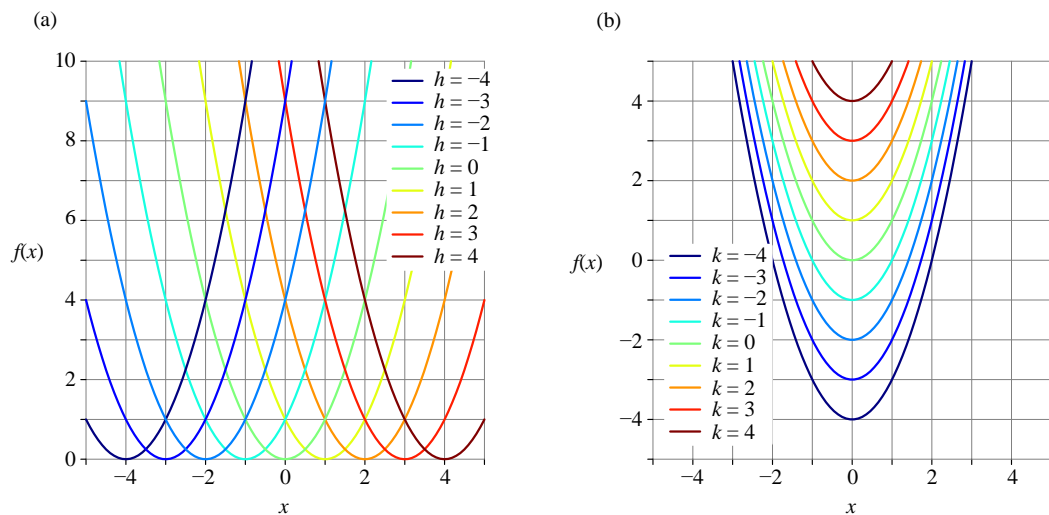 (a)
10
8
6
4
2
0
f(x)
−4
−2
0
2
4
x
h = −4
h = −3
h = −2
h = −1
h = 0
h = 1
h = 2
h = 3
h = 4
(b)
4
2
0
−2
−4
f(x)
−4
−2
0
2
4
x
k = −4
k = −3
k = −2
k = −1
k = 0
k = 1
k = 2
k = 3
k = 4